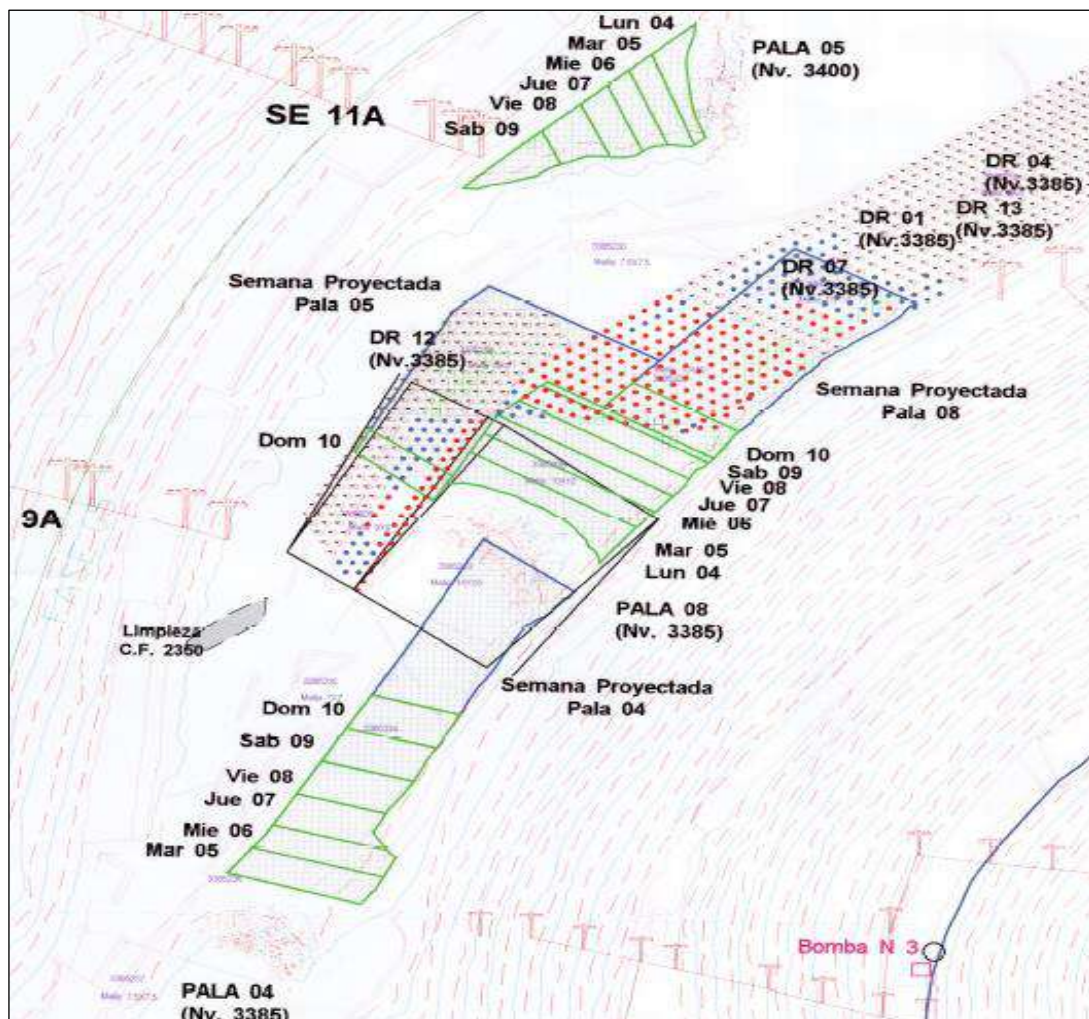 Lun 04
Mar 05
Mie 06
Jue 07
Vie 08
Sab 09
PALA 05
(Nv. 3400)
SE 11A
DR 04
(Nv.3385)
DR 01
(Nv.3385)
DR 13
(Nv.3385)
DR 07
(Nv.3385)
Semana Proyectada
Pala 05
DR 12
(Nv.3385)
Semana Proyectada
Pala 08
Dom 10
Dom 10
Sab 09
Vie 08
Jue 07
Mie 06
Mar 05
Lun 04
9A
PALA 08
(Nv. 3385)
Limpieza
C.F. 2350
Semana Proyectada
Pala 04
Dom 10
Sab 09
Vie 08
Jue 07
Mie 06
Mar 05
Bomba N 3
PALA 04
(Nv. 3385)